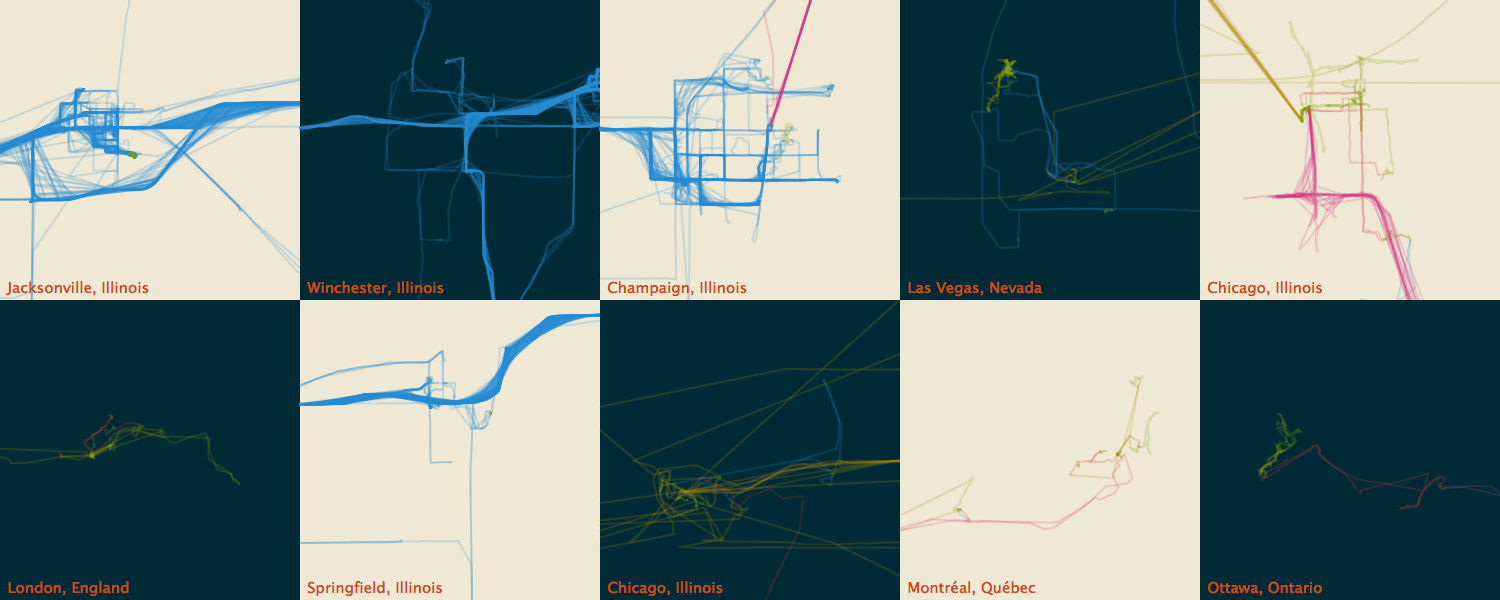 Jacksonville, Illinois
Winchester, Illinois
Champaign, Illinois
Las Vegas, Nevada
Chicago, Illinois
London, England
Springfield, Illinois
Chicago, Illinois
Montréal, Québec
Ottawa, Ontario